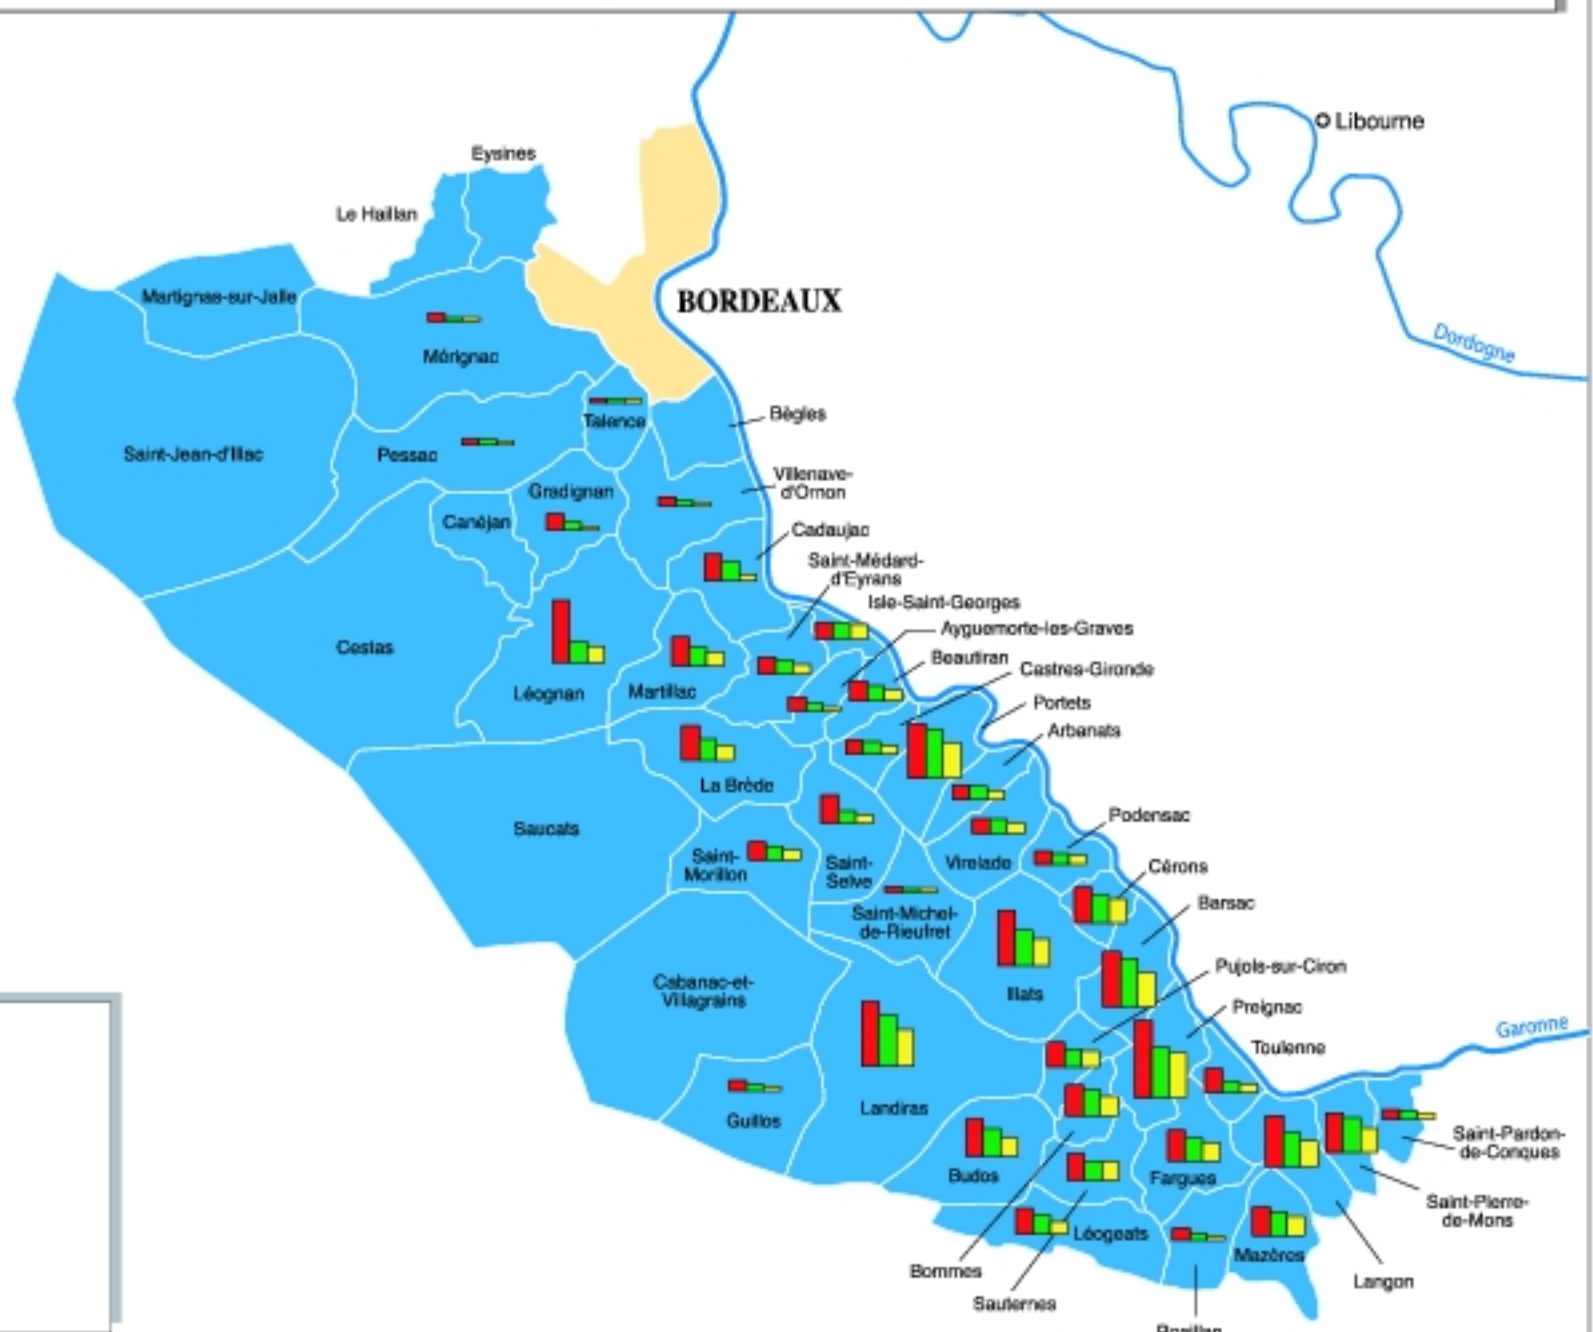 Libourne
Eysines
Le Haillan
Martignas-sur-Jalle
BORDEAUX
Dordogne
Mérignac
Talence
Bègles
Saint-Jean-d'Illac
Pessac
Villenave-
d'Ornon
Gradignan
Canéjan
Cadaujac
Saint-Médard-
d'Eyrans
Isle-Saint-Georges
Ayguemorte-les-Graves
Cestas
Beautiran
Castres-Gironde
Léognan
Martillac
Portets
Arbanats
La Brède
Saucats
Podensac
Saint-
Morillon
Saint-
Selve
Virelade
Cérons
Saint-Michel-
de-Rieufret
Barsac
Cabanac-et-
Villagrains
Illats
Pujols-sur-Ciron
Preignac
Garonne
Toulenne
Guillos
Landiras
Saint-Pardon-
de-Conques
Budos
Fargues
Saint-Pierre-
de-Mons
Léogeats
Mazères
Bommes
Langon
Sauternes